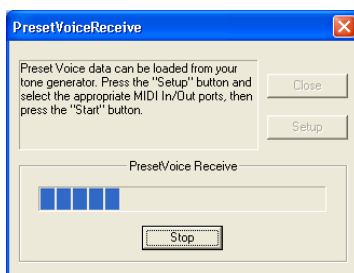 PresetVoiceReceive
Preset Voice data can be loaded from your
tone generator. Press the "Setup" button and
select the appropriate MIDI In/Out ports, then
press the "Start" button.
Close
Setup
PresetVoice Receive
Stop